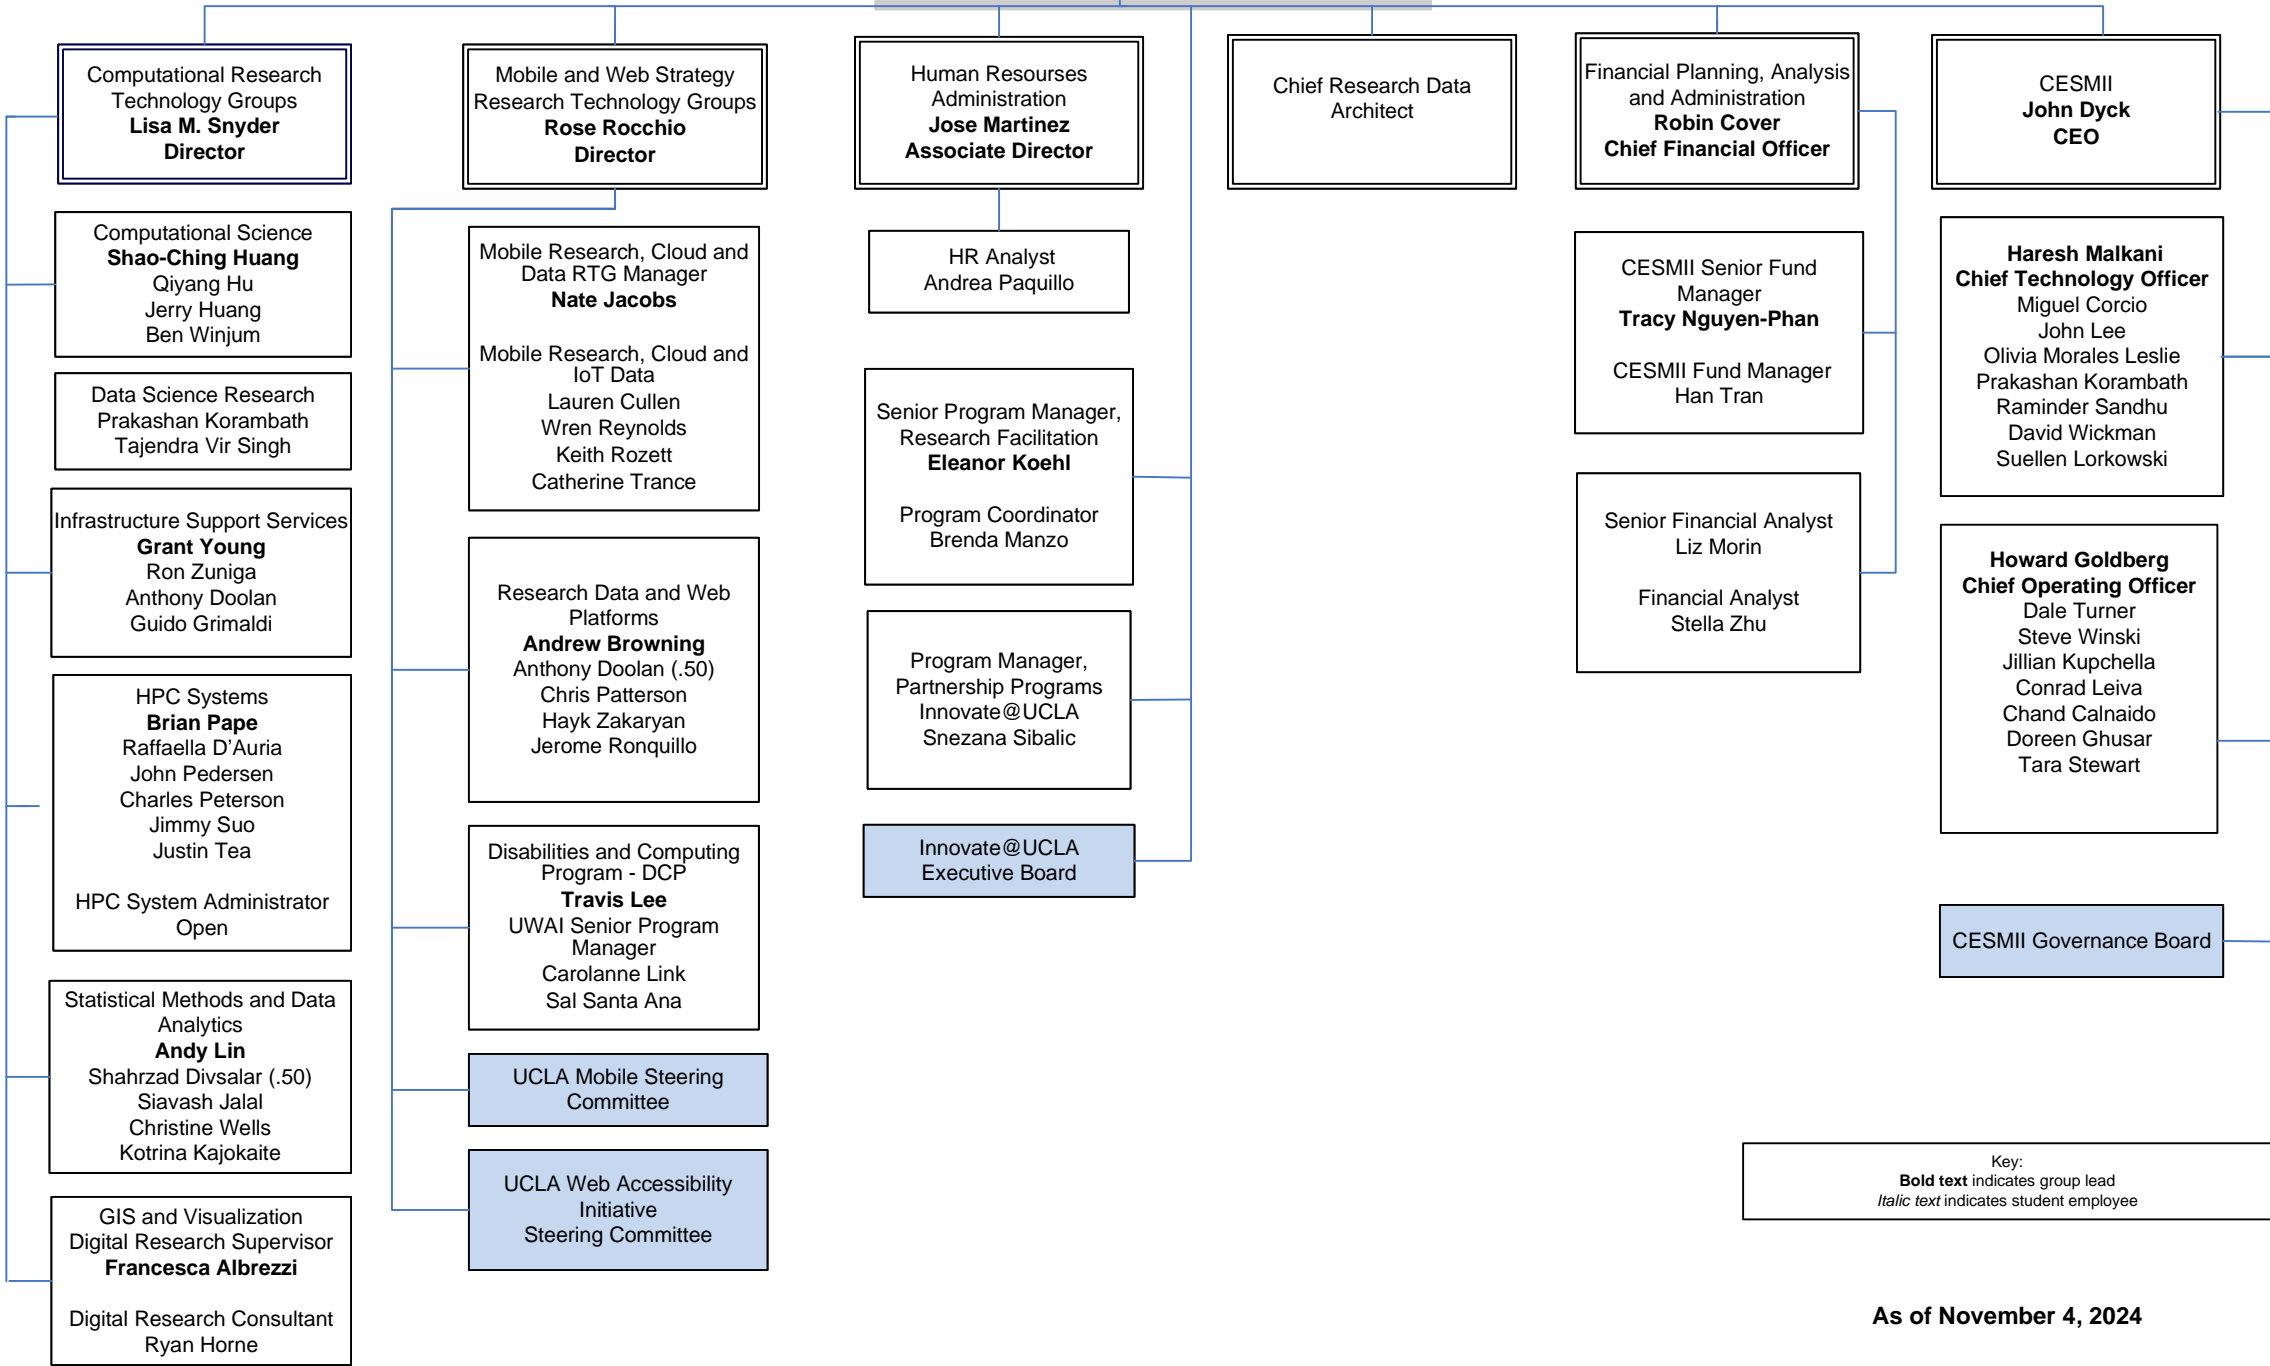 Computational Research
Technology Groups
Lisa M. Snyder
Director
Computational Science
Shao-Ching Huang
Qiyang Hu
Jerry Huang
Ben Winjum
Data Science Research
Prakashan Korambath
Tajendra Vir Singh
Infrastructure Support Services
Grant Young
Ron Zuniga
Anthony Doolan
Guido Grimaldi
HPC Systems
Brian Pape
Raffaella D’Auria
John Pedersen
Charles Peterson
Jimmy Suo
Justin Tea
HPC System Administrator
Open
Statistical Methods and Data
Analytics
Andy Lin
Shahrzad Divsalar (.50)
Siavash Jalal
Christine Wells
Kotrina Kajokaite
GIS and Visualization
Digital Research Supervisor
Francesca Albrezzi
Digital Research Consultant
Ryan Horne
Mobile and Web Strategy
Research Technology Groups
Rose Rocchio
Director
Mobile Research, Cloud and
Data RTG Manager
Nate Jacobs
Mobile Research, Cloud and
IoT Data
Lauren Cullen
Wren Reynolds
Keith Rozett
Catherine Trance
Research Data and Web
Platforms
Andrew Browning
Anthony Doolan (.50)
Chris Patterson
Hayk Zakaryan
Jerome Ronquillo
Disabilities and Computing
Program - DCP
Travis Lee
UWAI Senior Program
Manager
Carolanne Link
Sal Santa Ana
UCLA Mobile Steering
Committee
UCLA Web Accessibility
Initiative
Steering Committee
Human Resourses
Administration
Jose Martinez
Associate Director
HR Analyst
Andrea Paquillo
Senior Program Manager,
Research Facilitation
Eleanor Koehl
Program Coordinator
Brenda Manzo
Program Manager,
Partnership Programs
Innovate@UCLA
Snezana Sibalic
Innovate@UCLA
Executive Board
Chief Research Data
Architect
Financial Planning, Analysis
and Administration
Robin Cover
Chief Financial Officer
CESMII Senior Fund
Manager
Tracy Nguyen-Phan
CESMII Fund Manager
Han Tran
Senior Financial Analyst
Liz Morin
Financial Analyst
Stella Zhu
CESMII
John Dyck
CEO
Haresh Malkani
Chief Technology Officer
Miguel Corcio
John Lee
Olivia Morales Leslie
Prakashan Korambath
Raminder Sandhu
David Wickman
Suellen Lorkowski
Howard Goldberg
Chief Operating Officer
Dale Turner
Steve Winski
Jillian Kupchella
Conrad Leiva
Chand Calnaido
Doreen Ghusar
Tara Stewart
CESMII Governance Board
Key:
Bold text indicates group lead
Italic text indicates student employee
As of November 4, 2024